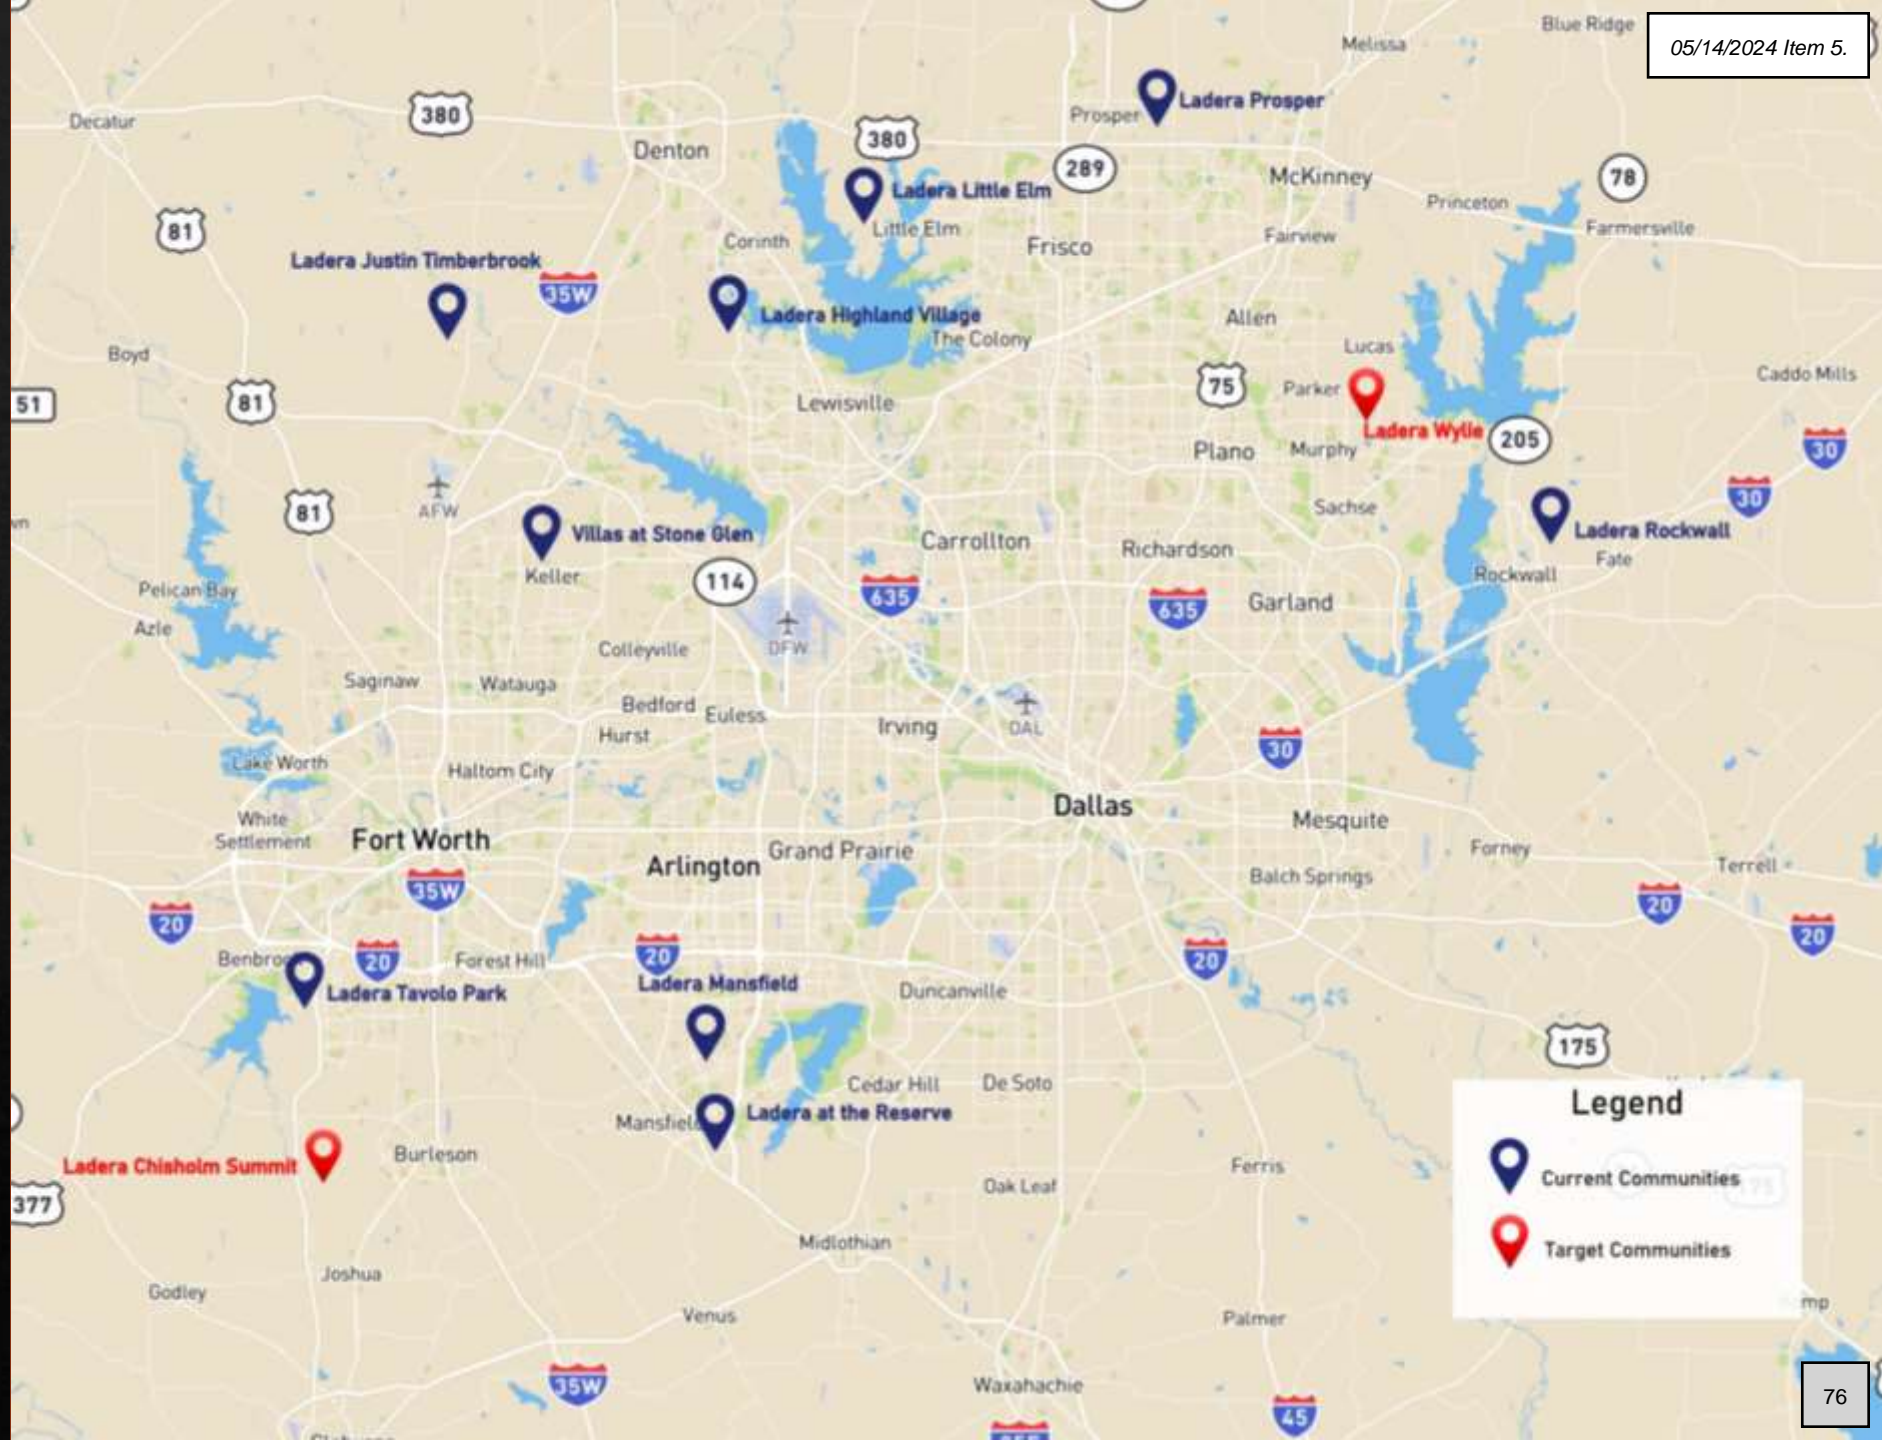 Blue Ridge
05/14/2024 Item 5.
Melissa
Ladera Prosper
Prosper
Decatur
380
380
Denton
289
McKinney
78
Ladera Little Elm
Princeton
Little Elm
Farmersville
81
Corinth
Frisco
Fairview
Ladera Justin Timberbrook
35W
Ladera Highland Village
Allen
The Colony
Lucas
Boyd
Caddo Mills
75
Parker
51
81
Lewisville
Ladera Wylie
205
Plano
Murphy
30
30
AFW
81
Sachse
Villas at Stone Glen
Ladera Rockwall
Carrollton
Richardson
Fate
Keller
Rockwall
114
Pelican Bay
635
635
Garland
Azle
Colleyville
DFW
Saginaw
Watauga
Bedford
Euless
Irving
DAL
Hurst
30
Lake Worth
Haltom City
Dallas
White
Settlement
Mesquite
Fort Worth
Grand Prairie
Forney
Arlington
Terrell
Balch Springs
35W
20
20
20
Benbroo
20
Forest Hill
20
20
Ladera Mansfield
Ladera Tavolo Park
Duncanville
175
Cedar Hill
De Soto
Legend
Mansfiel
Ladera at the Reserve
Burleson
Ladera Chisholm Summit
Ferris
Current Communities
175
Oak Leaf
377
Midlothian
Target Communities
Joshua
Godley
Venus
Palmer
mp
35W
Waxahachie
76
45